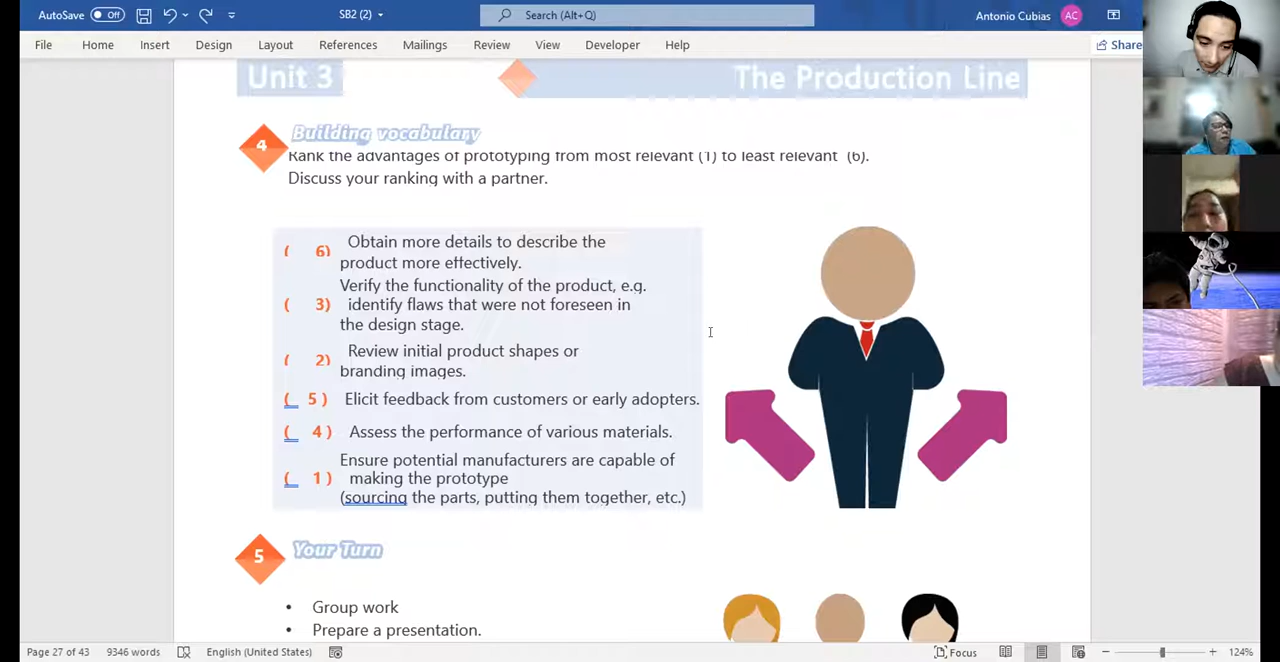 AutoSave Off
SB2 (2)
Search (Alt+Q)
Antonio Cubias AC
File Home Insert Design Layout References Mailings Review View Developer Help Share
Unit 3 The Production Line
4 Building vocabulary
Rank the advantages of prototyping from most relevant (1) to least relevant (6).
Discuss your ranking with a partner.
( 6) Obtain more details to describe the
product more effectively.
Verify the functionality of the product, e.g.
( 3) identify flaws that were not foreseen in
the design stage.
( 2) Review initial product shapes or
branding images.
( 5 ) Elicit feedback from customers or early adopters.
( 4 ) Assess the performance of various materials.
Ensure potential manufacturers are capable of
( 1 ) making the prototype
(sourcing the parts, putting them together, etc.)
5 Your Turn
• Group work
• Prepare a presentation.
Page 27 of 43 9346 words English (United States) Focus 124%